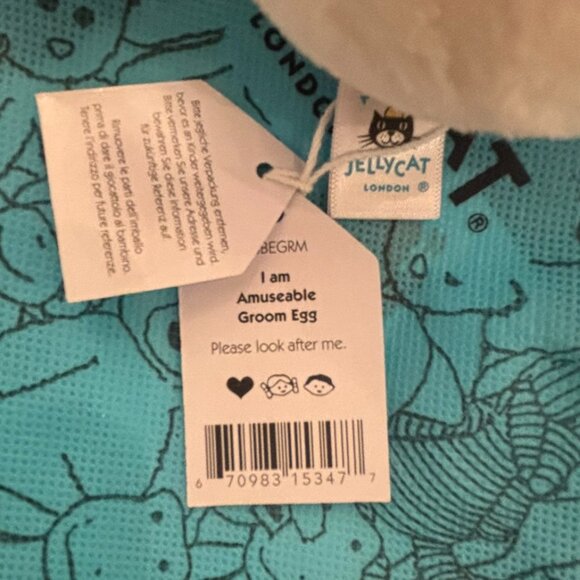 LONDON
AT
®
JELLYCAT
LONDON ®
Bitte jegliche Verpackung entfernen,
bevor es an Kinder weitergegeben wird.
Bitte vermerken Sie unsere Adresse und
bewahren Sie diese Information
für zukünftige Referenz auf.
Rimuovere le parti dell'imballo
prima di dare il giocattolo al bambino.
Tenere l'indirizzo per future referenze.
BEGRM
I am
Amuseable
Groom Egg
Please look after me.
6 70983 15347 7